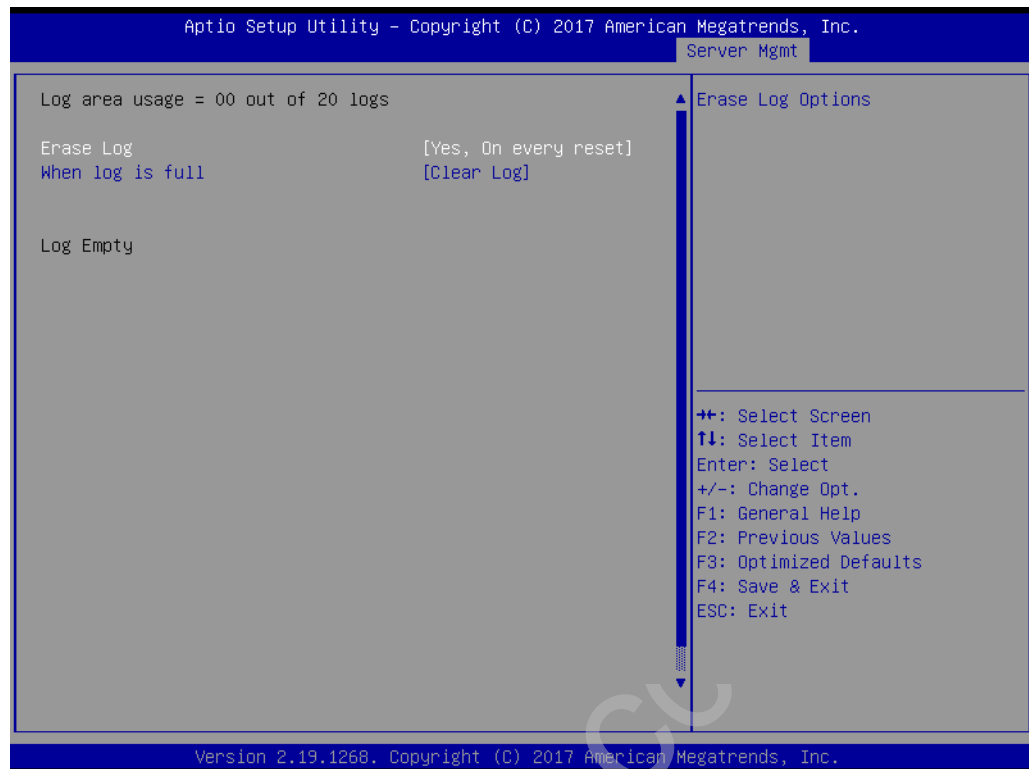 Aptio Setup Utility – Copyright (C) 2017 American Megatrends, Inc.
Server Mgmt
Log area usage = 00 out of 20 logs
Erase Log [Yes, On every reset]
When log is full [Clear Log]
Log Empty
Erase Log Options
→←: Select Screen
↑↓: Select Item
Enter: Select
+/-: Change Opt.
F1: General Help
F2: Previous Values
F3: Optimized Defaults
F4: Save & Exit
ESC: Exit
Version 2.19.1268. Copyright (C) 2017 American Megatrends, Inc.